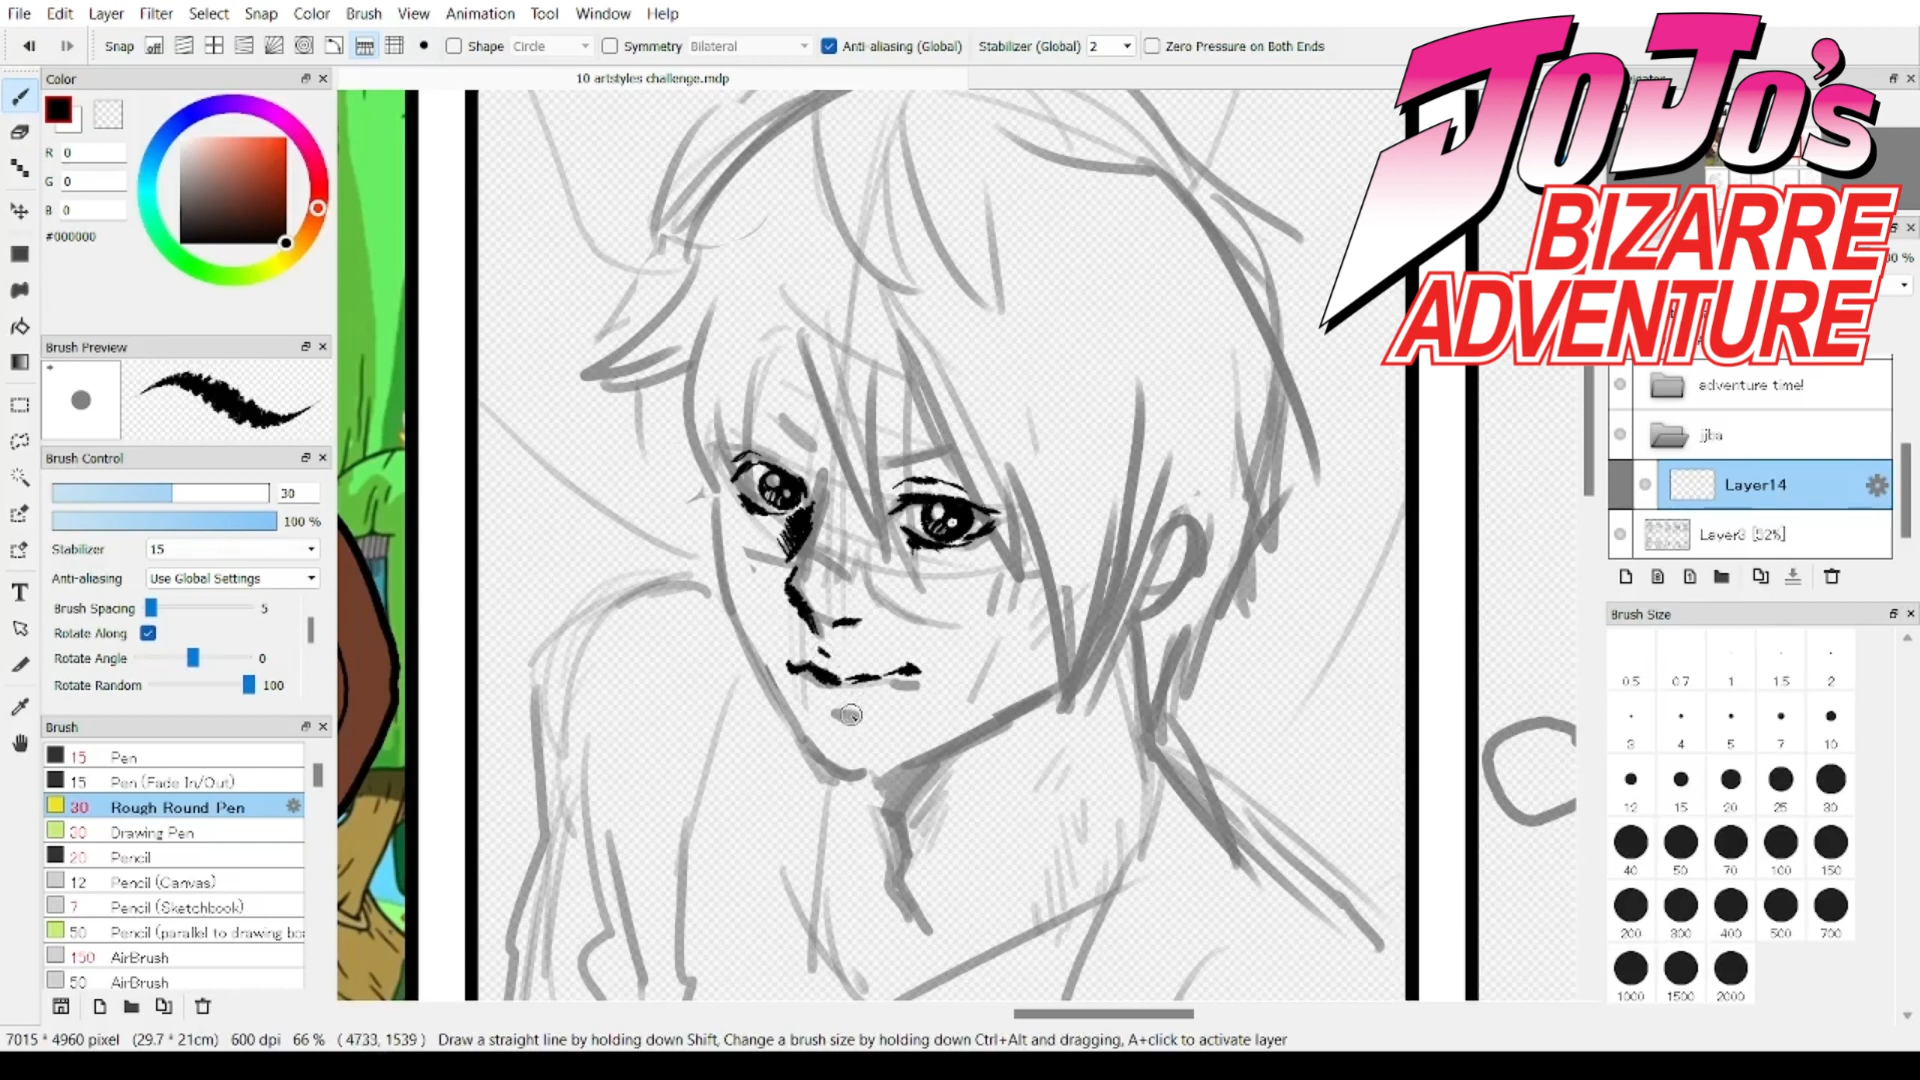 File Edit Layer Filter Select Snap Color Brush View Animation Tool Window Help
Snap off Shape Circle Symmetry Bilateral Anti-aliasing (Global) Stabilizer (Global) 2 Zero Pressure on Both Ends
Color
10 artstyles challenge.mdp
R 0
G 0
B 0
#000000
JoJo's
BIZARRE
ADVENTURE
Brush Preview
Brush Control
30
100 %
Stabilizer 15
Anti-aliasing Use Global Settings
Brush Spacing 5
Rotate Along
Rotate Angle 0
Rotate Random 100
Brush
15 Pen
15 Pen (Fade In/Out)
30 Rough Round Pen
30 Drawing Pen
20 Pencil
12 Pencil (Canvas)
7 Pencil (Sketchbook)
50 Pencil (parallel to drawing
150 AirBrush
50 AirBrush
adventure time!
jjba
Layer14
Layer3 [52%]
Brush Size
0.5 0.7 1 1.5 2
3 4 5 7 10
12 15 20 25 30
40 50 70 100 150
200 300 400 500 700
1000 1500 2000
7015 * 4960 pixel (29.7 * 21cm) 600 dpi 66 % ( 4733, 1539 ) Draw a straight line by holding down Shift, Change a brush size by holding down Ctrl+Alt and dragging, A+click to activate layer